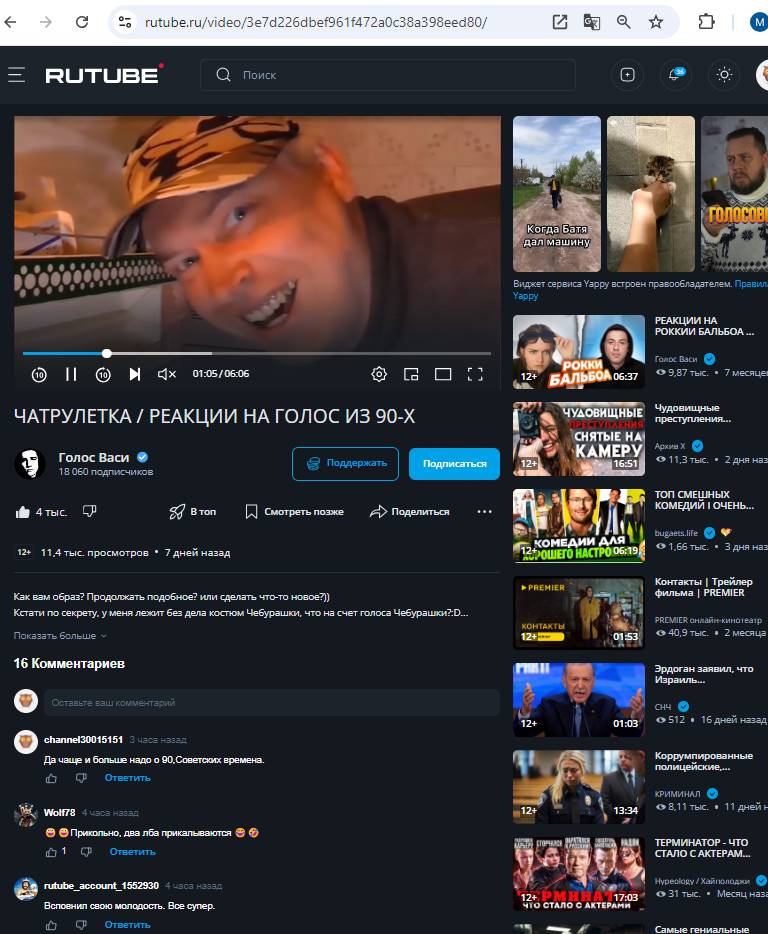 rutube.ru/video/3e7d226dbef961f472a0c38a398eed80/
M
RUTUBE
Поиск
36
Когда Батя
дал машину
ГОЛОСОВО
Виджет сервиса Yappy встроен правообладателем. Правил
Yappy
10
10
01:05 / 06:06
ЧАТРУЛЕТКА / РЕАКЦИИ НА ГОЛОС ИЗ 90-Х
Голос Васи
18 060 подписчиков
Поддержать
Подписаться
4 тыс.
В топ
Смотреть позже
Поделиться
12+ 11,4 тыс. просмотров • 7 дней назад
Как вам образ? Продолжать подобное? или сделать что-то новое?))
Кстати по секрету, у меня лежит без дела костюм Чебурашки, что на счет голоса Чебурашки?:D...
Показать больше
16 Комментариев
Оставьте ваш комментарий
channel30015151 3 часа назад
Да чаще и больше надо о 90,Советских времена.
Ответить
Wolf78 4 часа назад
😝😄Прикольно, два лба прикалываются 😝🤣
1
Ответить
rutube_account_1552930 4 часа назад
Всповнил свою молодость. Все супер.
Ответить
РОККИ
БАЛЬБОА
12+
06:37
РЕАКЦИИ НА
РОККИИ БАЛЬБОА ...
Голос Васи
9,87 тыс. • 7 месяце
ЧУДОВИЩНЫЕ
ПРЕСТУПЛЕНИЯ
СНЯТЫЕ НА
КАМЕРУ
12+
16:51
Чудовищные
преступления...
Архив X
11,3 тыс. • 2 дня наз
КОМЕДИИ ДЛЯ
ХОРОШЕГО НАСТРО
12+
06:19
ТОП СМЕШНЫХ
КОМЕДИЙ I ОЧЕНЬ...
bugaets.life
1,66 тыс. • 3 дня наз
PREMIER
КОНТАКТЫ
12+
01:53
Контакты | Трейлер
фильма | PREMIER
PREMIER онлайн-кинотеатр
40,9 тыс. • 2 месяца
12+
01:03
Эрдоган заявил, что
Израиль...
СНЧ
512 • 16 дней назад
12+
13:34
Коррумпированные
полицейские,...
КРИМИНАЛ
8,11 тыс. • 11 дней н
ТЕРМИНАТ
ЧТО СТАЛО С АКТЕРАМИ
12+
17:03
ТЕРМИНАТОР - ЧТО
СТАЛО С АКТЕРАМ...
Hypeology / Хайполоджи
31 тыс. • Месяц наза
Самые гениальные